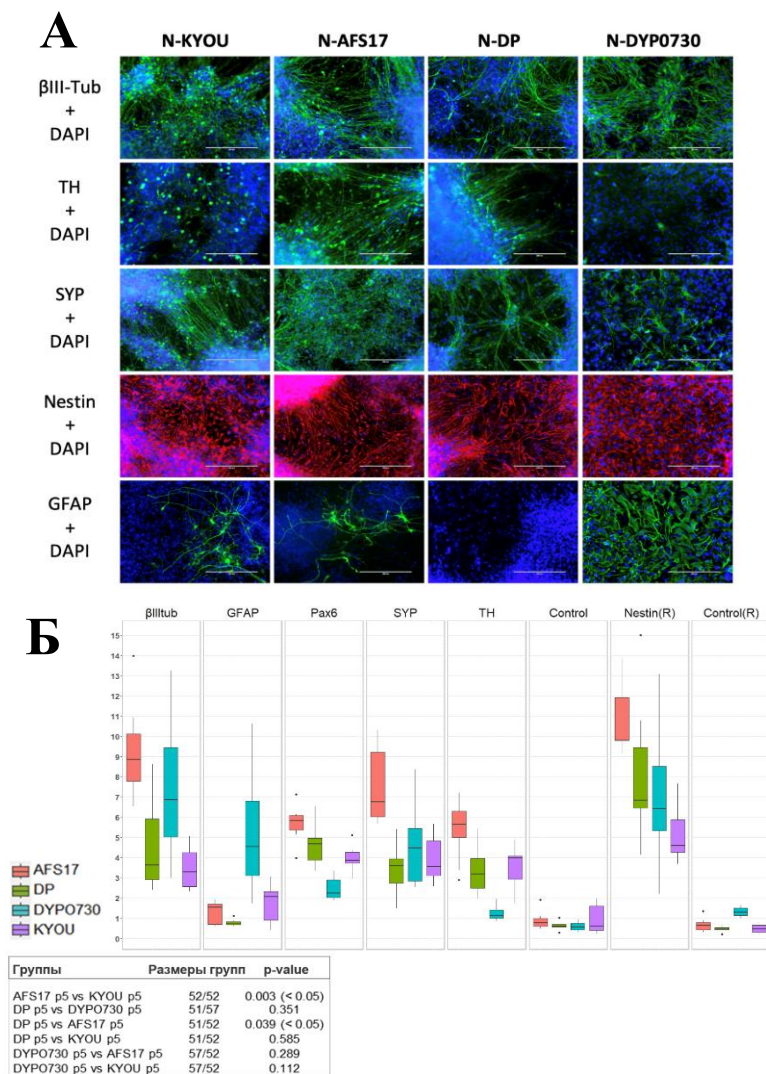 А
N-KYOU N-AFS17 N-DP N-DYP0730
βIII-Tub
+
DAPI
TH
+
DAPI
SYP
+
DAPI
Nestin
+
DAPI
GFAP
+
DAPI
Б
βIIItub GFAP Pax6 SYP TH Control Nestin(R) Control(R)
15
14
13
12
11
10
9
8
7
6
5
4
3
2
1
0
AFS17
DP
DYPO730
KYOU
Группы Размеры групп p-value
AFS17 p5 vs KYOU p5 52/52 0.003 (< 0.05)
DP p5 vs DYPO730 p5 51/57 0.351
DP p5 vs AFS17 p5 51/52 0.039 (< 0.05)
DP p5 vs KYOU p5 51/52 0.585
DYPO730 p5 vs AFS17 p5 57/52 0.289
DYPO730 p5 vs KYOU p5 57/52 0.112